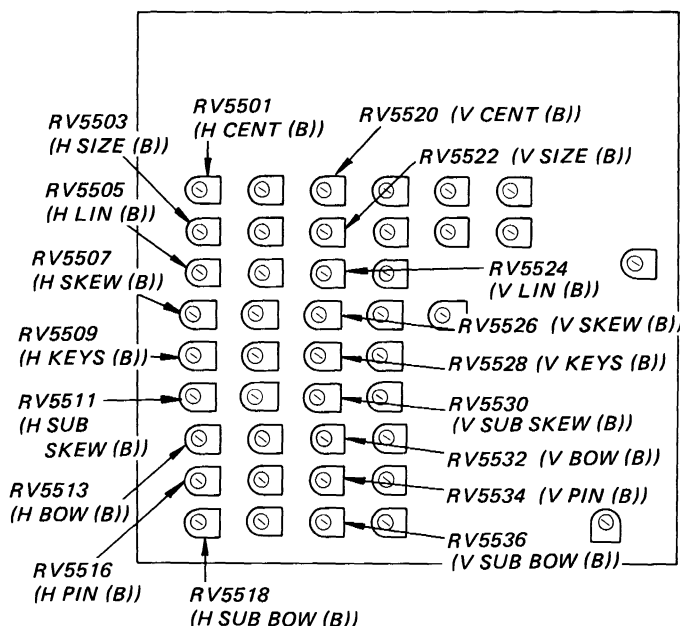 RV5501
(H CENT (B))
RV5503
(H SIZE (B))
RV5505
(H LIN (B))
RV5507
(H SKEW (B))
RV5509
(H KEYS (B))
RV5511
(H SUB
SKEW (B))
RV5513
(H BOW (B))
RV5516
(H PIN (B))
RV5518
(H SUB BOW (B))
RV5520 (V CENT (B))
RV5522 (V SIZE (B))
RV5524
(V LIN (B))
RV5526 (V SKEW (B))
RV5528 (V KEYS (B))
RV5530
(V SUB SKEW (B))
RV5532 (V BOW (B))
RV5534 (V PIN (B))
RV5536
(V SUB BOW (B))